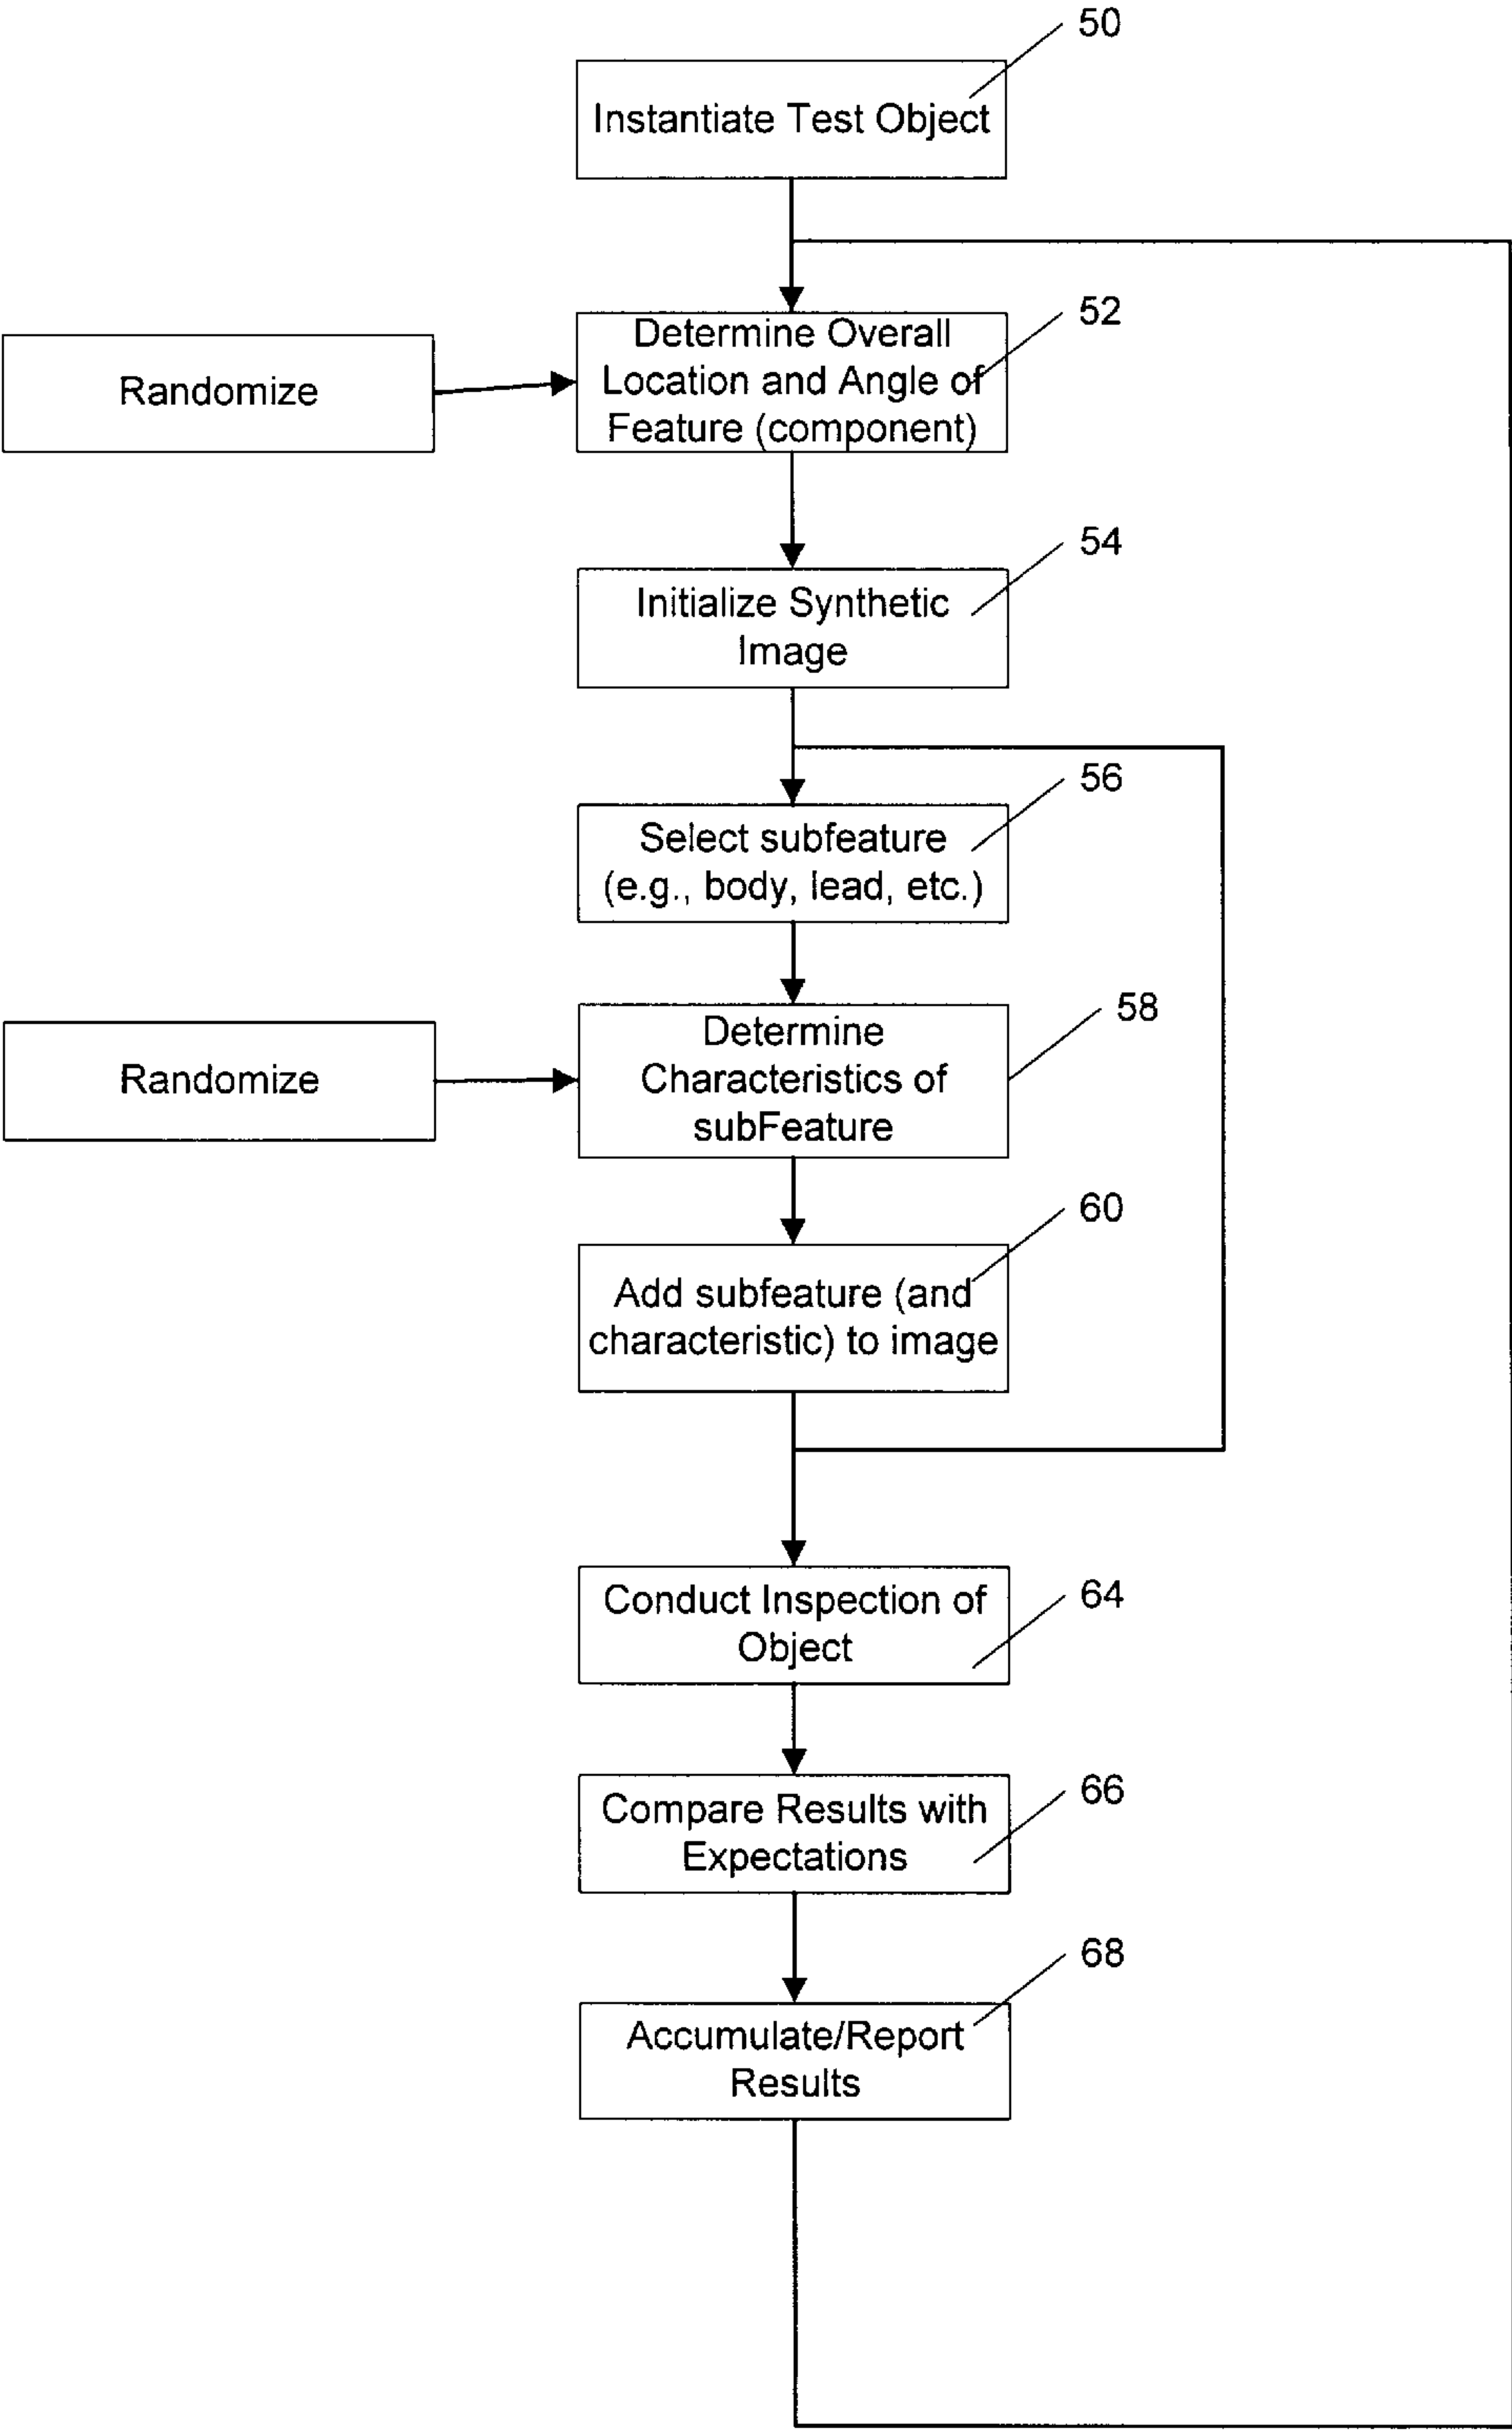 50
Instantiate Test Object
52
Determine Overall
Location and Angle of
Feature (component)
Randomize
54
Initialize Synthetic
Image
56
Select subfeature
(e.g., body, lead, etc.)
58
Determine
Characteristics of
subFeature
Randomize
60
Add subfeature (and
characteristic) to image
64
Conduct Inspection of
Object
66
Compare Results with
Expectations
68
Accumulate/Report
Results